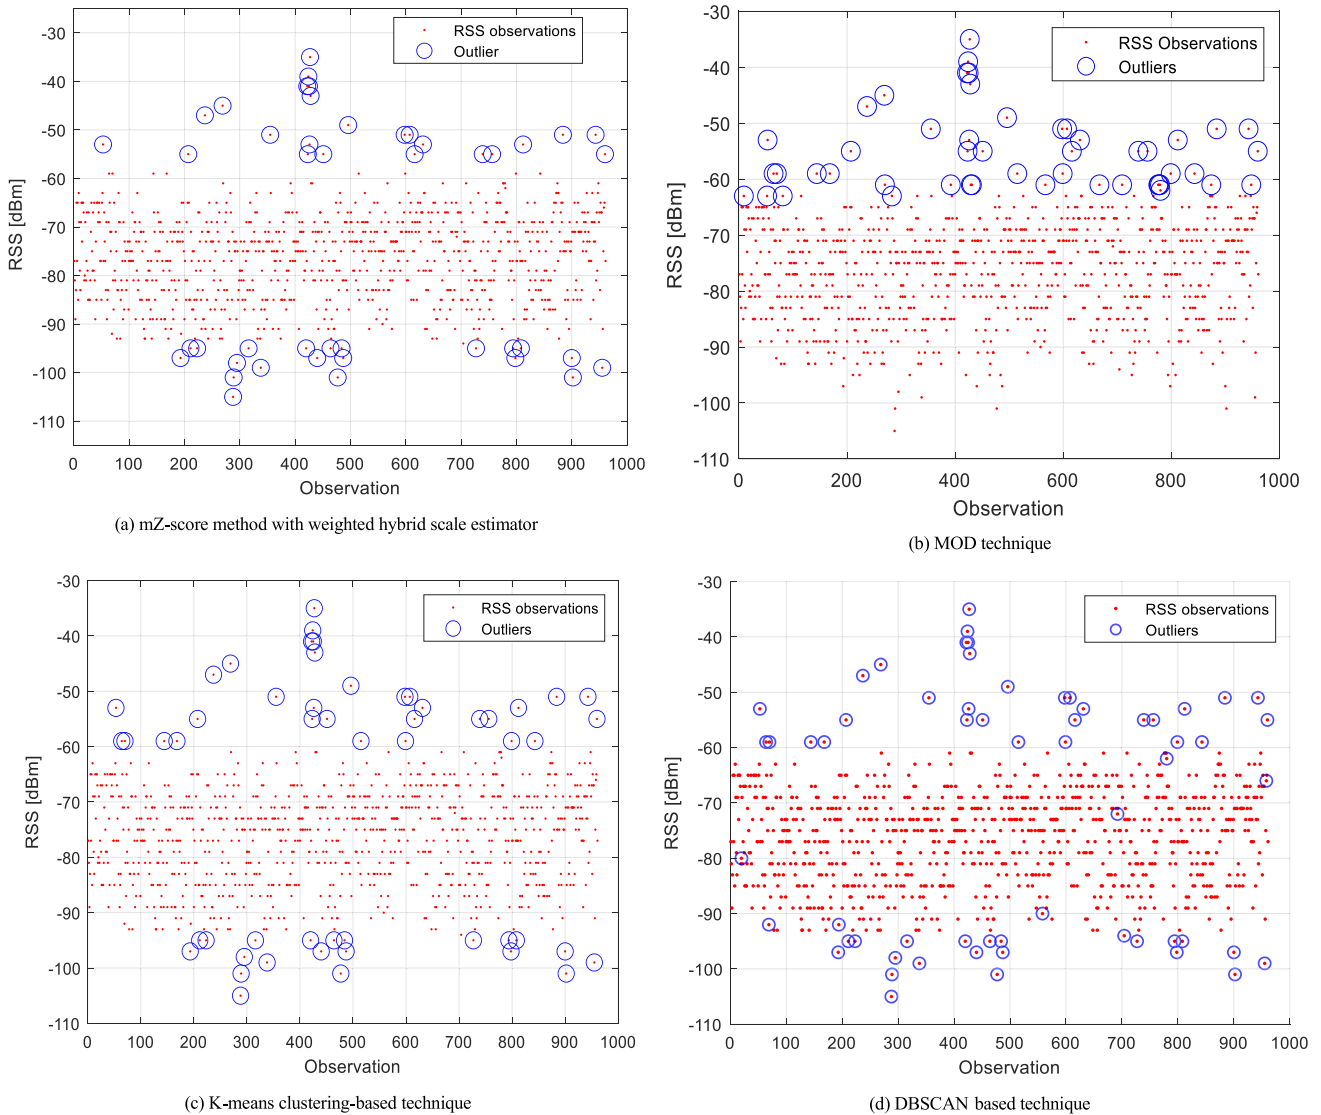 RSS observations
Outlier
-40
-50
-60
-70
-80
-90
-100
-110
RSS [dBm]
0 100 200 300 400 500 600 700 800 900 1000
Observation
(a) mZ-score method with weighted hybrid scale estimator
-30
RSS Observations
Outliers
-40
-50
-60
-70
-80
-90
-100
-110
RSS [dBm]
0 200 400 600 800 1000
Observation
(b) MOD technique
-30
RSS observations
Outliers
-40
-50
-60
-70
-80
-90
-100
-110
RSS [dBm]
0 100 200 300 400 500 600 700 800 900 1000
Observation
(c) K-means clustering-based technique
-30
RSS observations
Outliers
-40
-50
-60
-70
-80
-90
-100
-110
RSS [dBm]
0 100 200 300 400 500 600 700 800 900 1000
Observation
(d) DBSCAN based technique